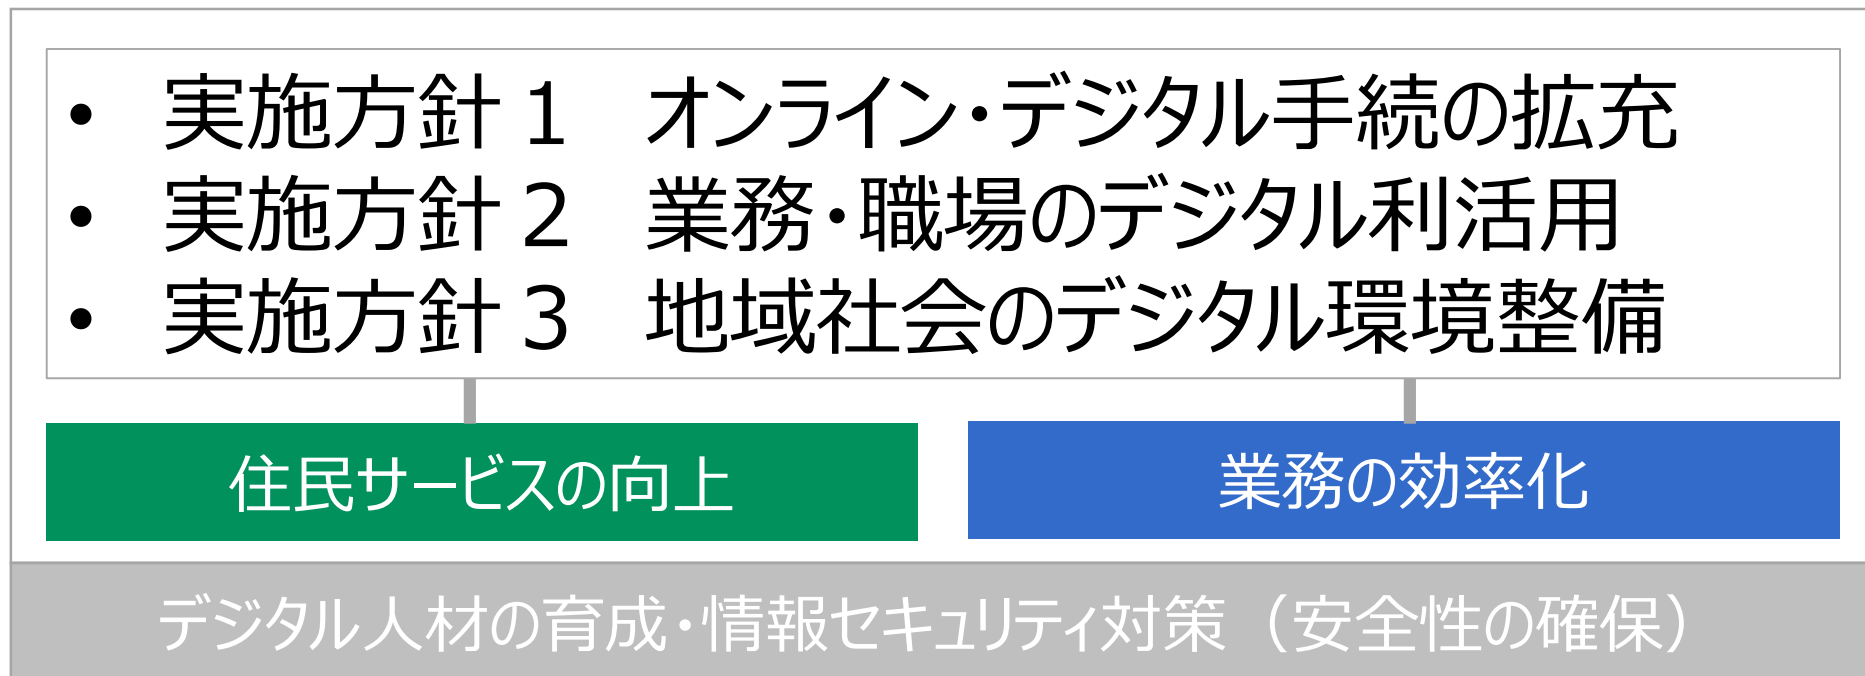 • 実施方針１　オンライン・デジタル手続の拡充
• 実施方針２　業務・職場のデジタル利活用
• 実施方針３　地域社会のデジタル環境整備
住民サービスの向上
業務の効率化
デジタル人材の育成・情報セキュリティ対策（安全性の確保）